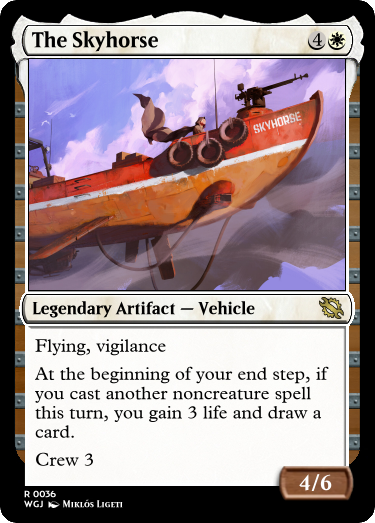 The Skyhorse 4
SKYHORSE
Legendary Artifact — Vehicle
Flying, vigilance
At the beginning of your end step, if
you cast another noncreature spell
this turn, you gain 3 life and draw a
card.
Crew 3
4/6
R 0036
WGJ Miklós Ligeti